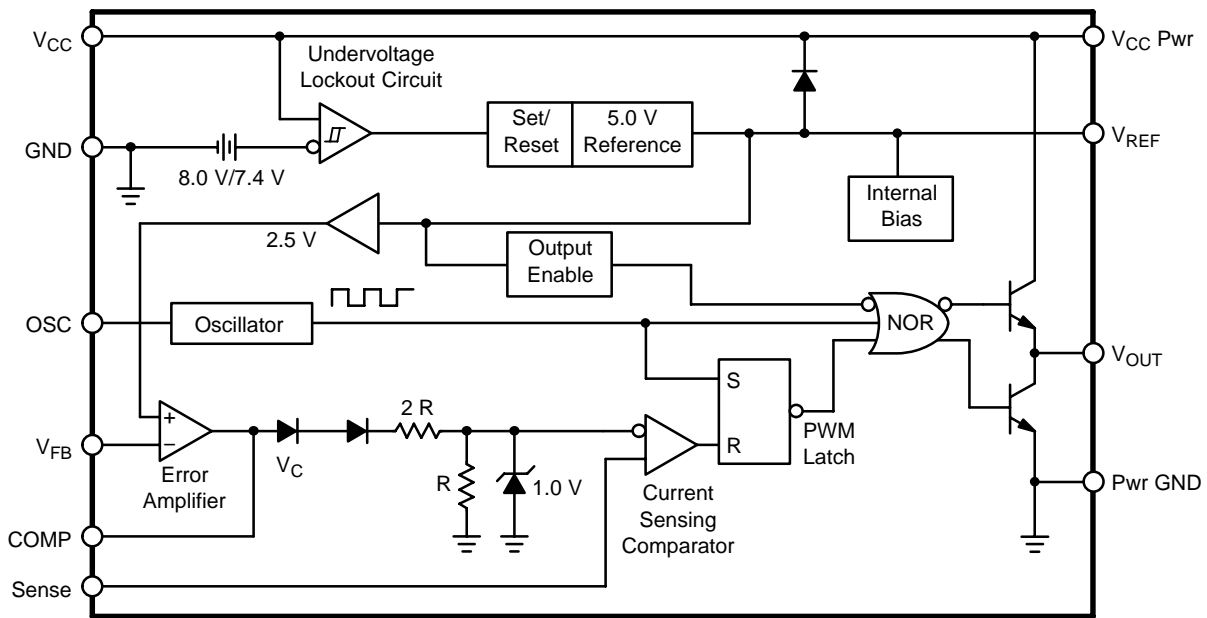 V_CC
Undervoltage
Lockout Circuit
V_CC Pwr
Set/
Reset
5.0 V
Reference
GND
8.0 V/7.4 V
V_REF
Internal
Bias
2.5 V
Output
Enable
OSC
Oscillator
NOR
V_OUT
S
R
PWM
Latch
2 R
+
−
V_FB
Error
Amplifier
V_C
R
1.0 V
Current
Sensing
Comparator
Pwr GND
COMP
Sense